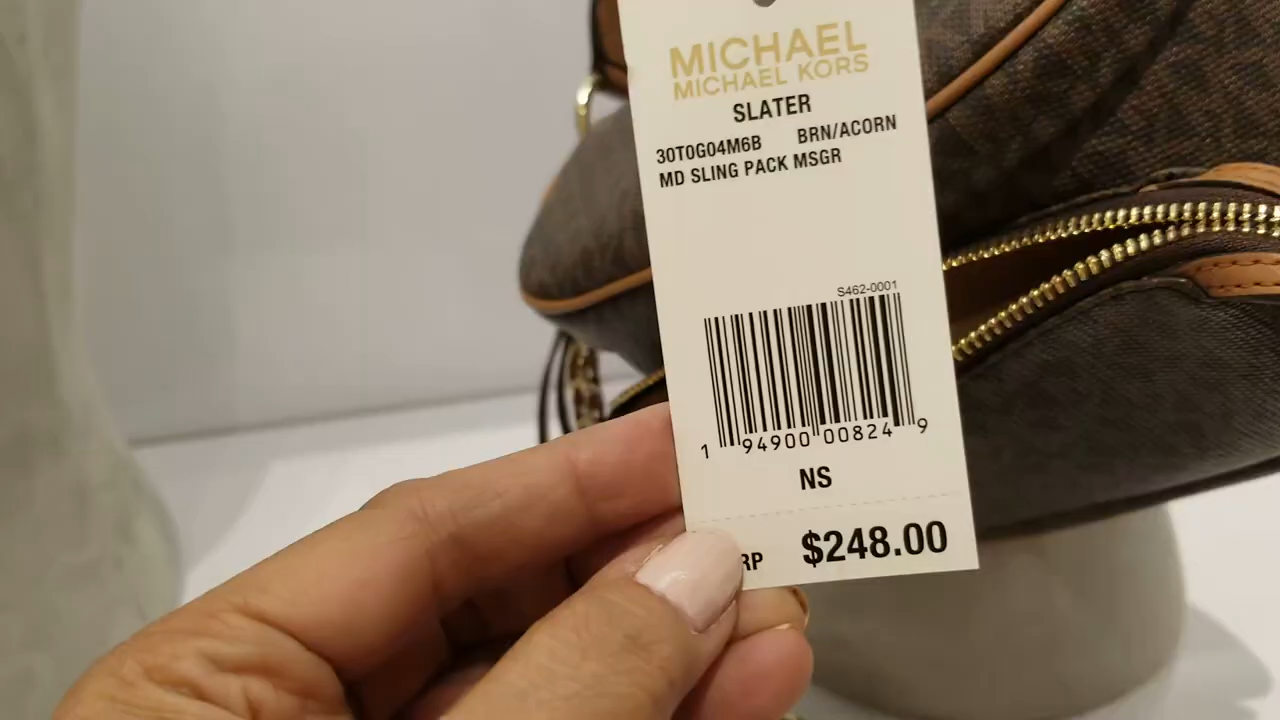 MICHAEL
MICHAEL KORS
SLATER
30T0G04M6B BRN/ACORN
MD SLING PACK MSGR
S462-0001
1 94900 00824 9
NS
RP $248.00